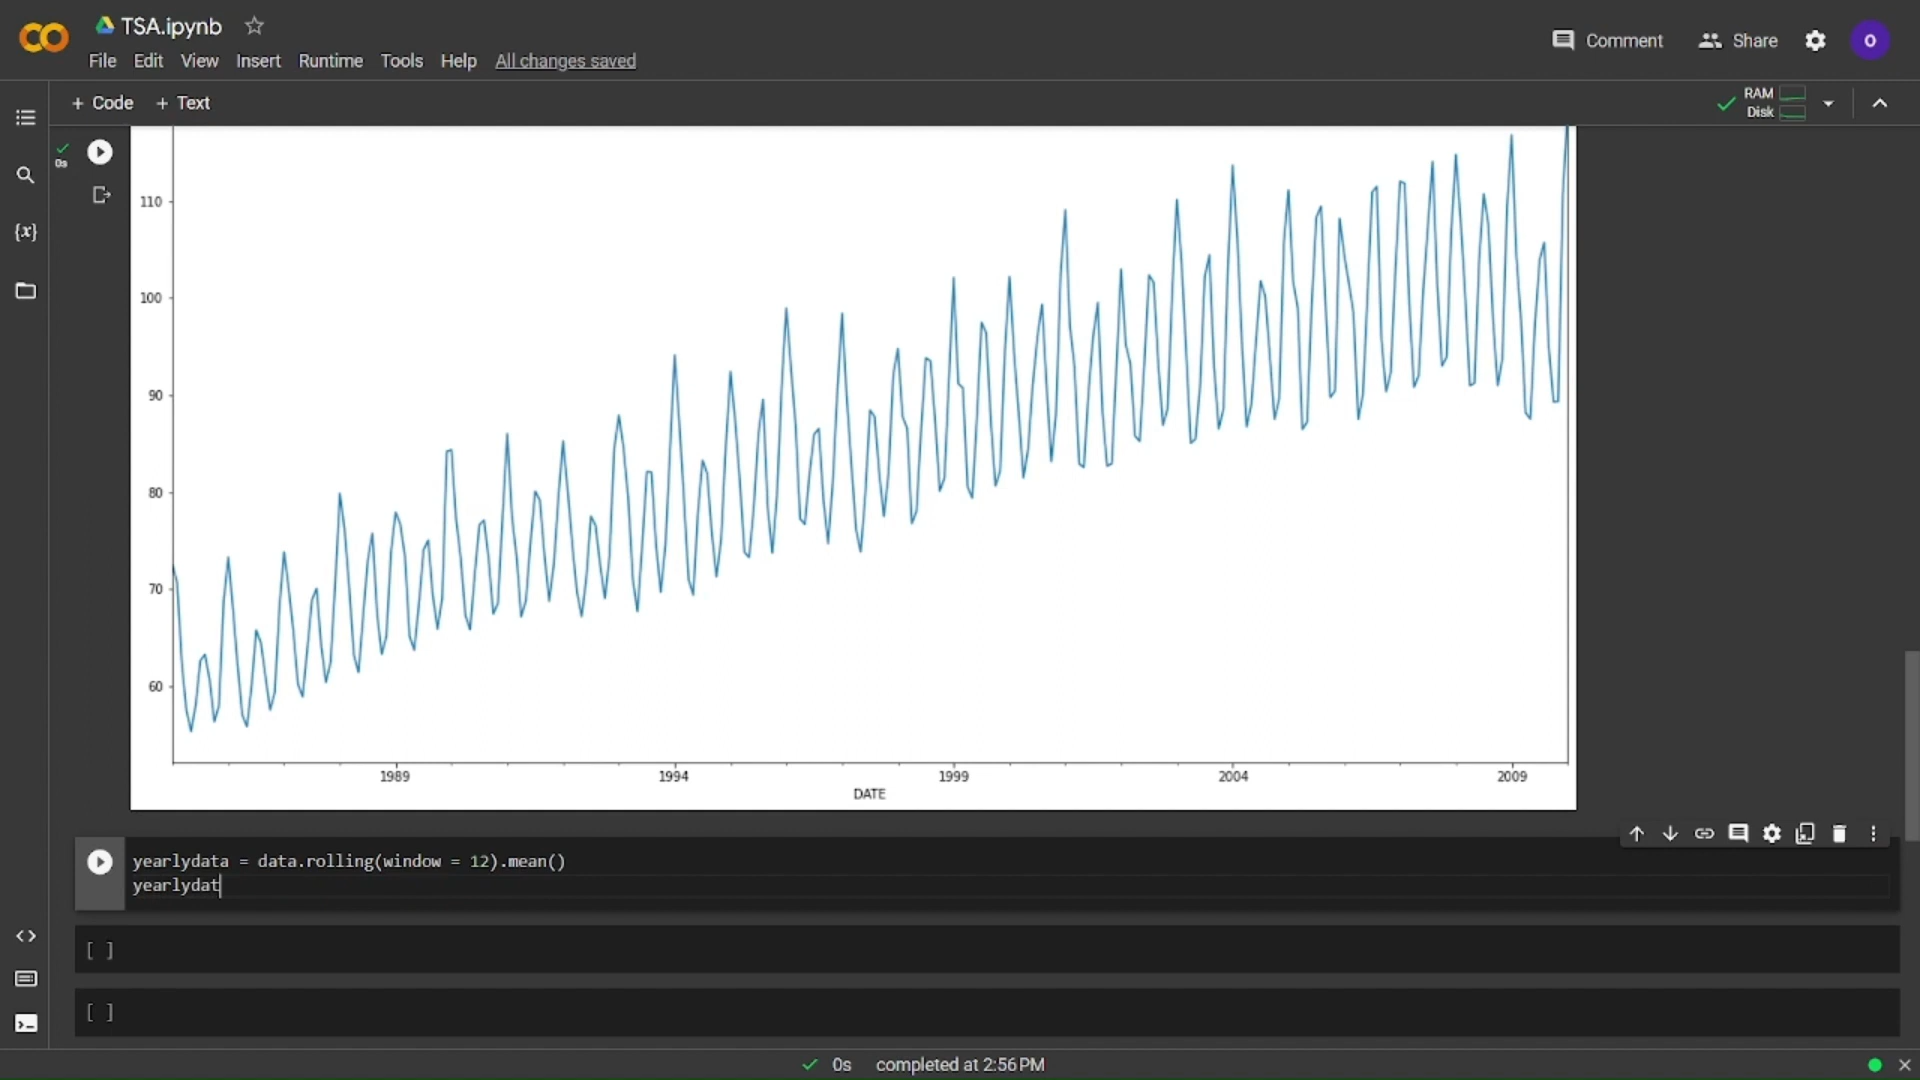 TSA.ipynb
File Edit View Insert Runtime Tools Help All changes saved
Comment Share O
+ Code + Text
RAM
Disk
0s
{x}
110
100
90
80
70
60
1989 1994 1999 2004 2009
DATE
yearlydata = data.rolling(window = 12).mean()
yearlydat
[ ]
[ ]
0s completed at 2:56 PM